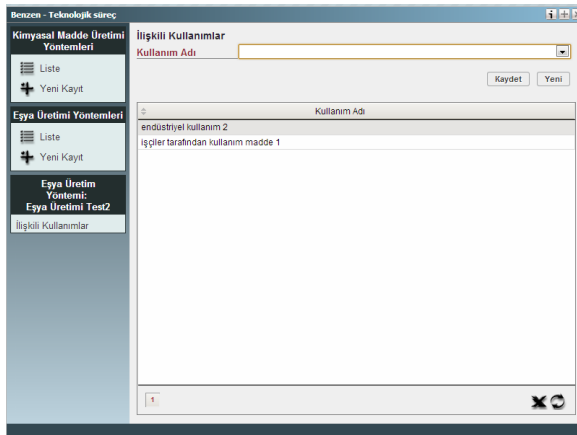 Benzen - Teknolojik süreç
Kimyasal Madde Üretimi
Yöntemleri
Liste
Yeni Kayıt
Eşya Üretimi Yöntemleri
Liste
Yeni Kayıt
Eşya Üretim
Yöntemi:
Eşya Üretimi Test2
İlişkili Kullanımlar
İlişkili Kullanımlar
Kullanım Adı
Kaydet Yeni
Kullanım Adı
endüstriyel kullanım 2
işçiler tarafından kullanım madde 1
1